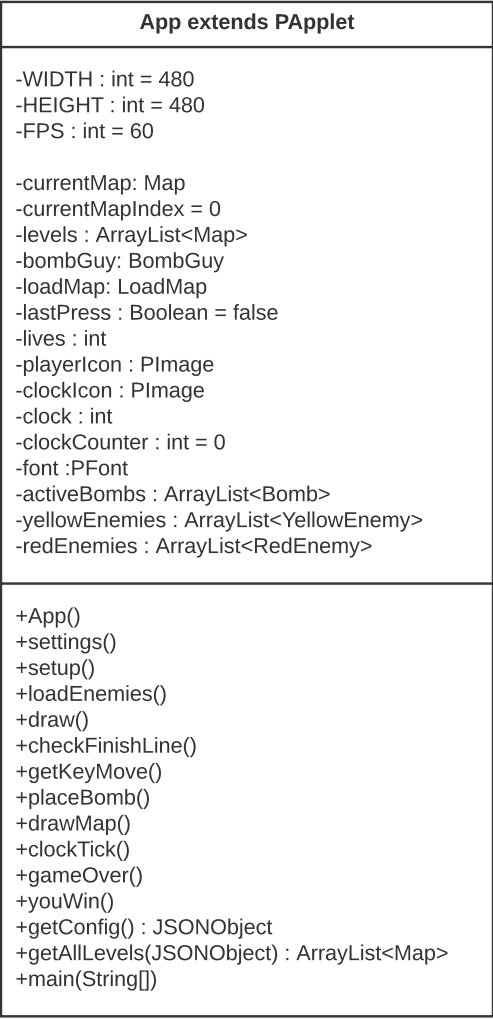 App extends PApplet
-WIDTH : int = 480
-HEIGHT : int = 480
-FPS : int = 60
-currentMap: Map
-currentMapIndex = 0
-levels : ArrayList<Map>
-bombGuy: BombGuy
-loadMap: LoadMap
-lastPress : Boolean = false
-lives : int
-playerIcon : PImage
-clockIcon : PImage
-clock : int
-clockCounter : int = 0
-font :PFont
-activeBombs : ArrayList<Bomb>
-yellowEnemies : ArrayList<YellowEnemy>
-redEnemies : ArrayList<RedEnemy>
+App()
+settings()
+setup()
+loadEnemies()
+draw()
+checkFinishLine()
+getKeyMove()
+placeBomb()
+drawMap()
+clockTick()
+gameOver()
+youWin()
+getConfig() : JSONObject
+getAllLevels(JSONObject) : ArrayList<Map>
+main(String[])